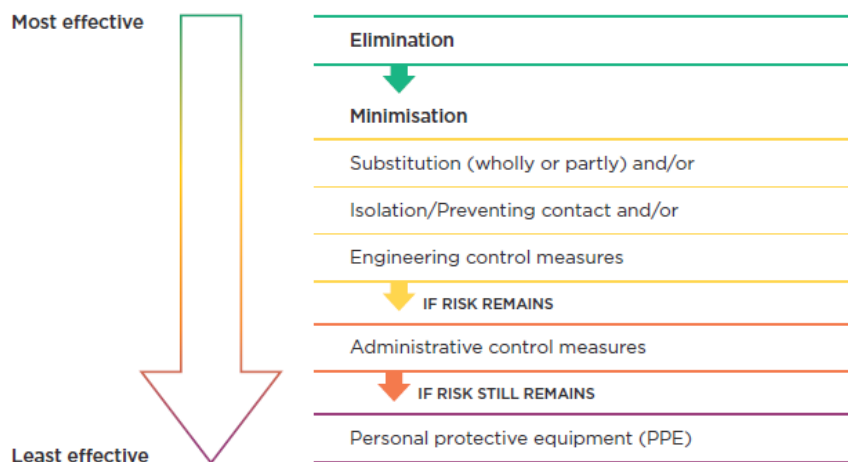 Most effective
Elimination
Minimisation
Substitution (wholly or partly) and/or
Isolation/Preventing contact and/or
Engineering control measures
IF RISK REMAINS
Administrative control measures
IF RISK STILL REMAINS
Personal protective equipment (PPE)
Least effective